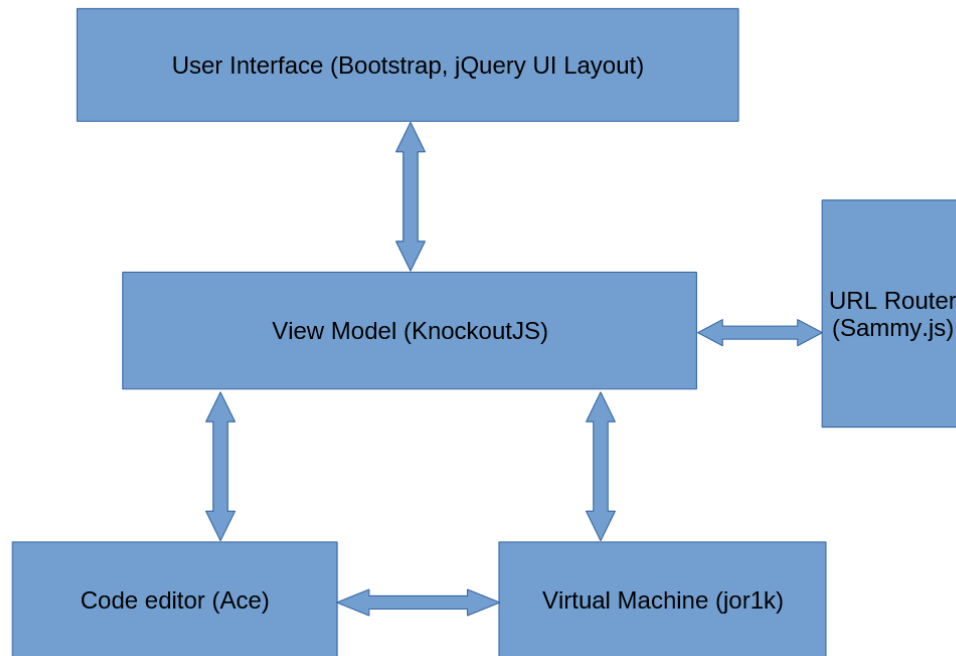 User Interface (Bootstrap, jQuery UI Layout)
View Model (KnockoutJS)
URL Router
(Sammy.js)
Code editor (Ace)
Virtual Machine (jor1k)